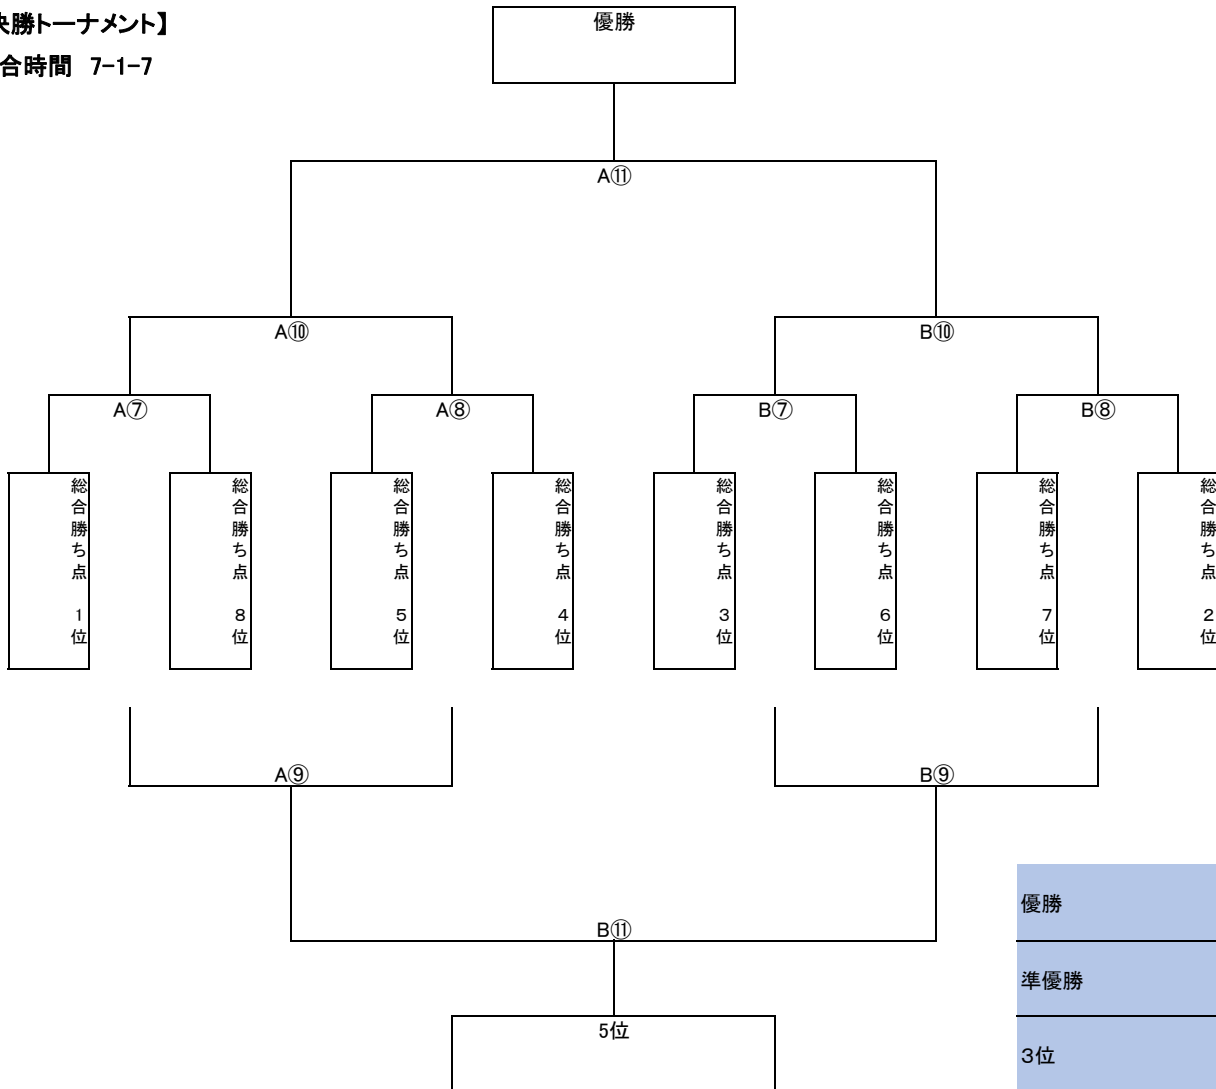 決勝トーナメント】
合時間 7-1-7
優勝
A⑪
A⑩
B⑩
A⑦
A⑧
B⑦
B⑧
総合勝ち点 1位
総合勝ち点 8位
総合勝ち点 5位
総合勝ち点 4位
総合勝ち点 3位
総合勝ち点 6位
総合勝ち点 7位
総合勝ち点 2位
A⑨
B⑨
B⑪
5位
優勝
準優勝
3位